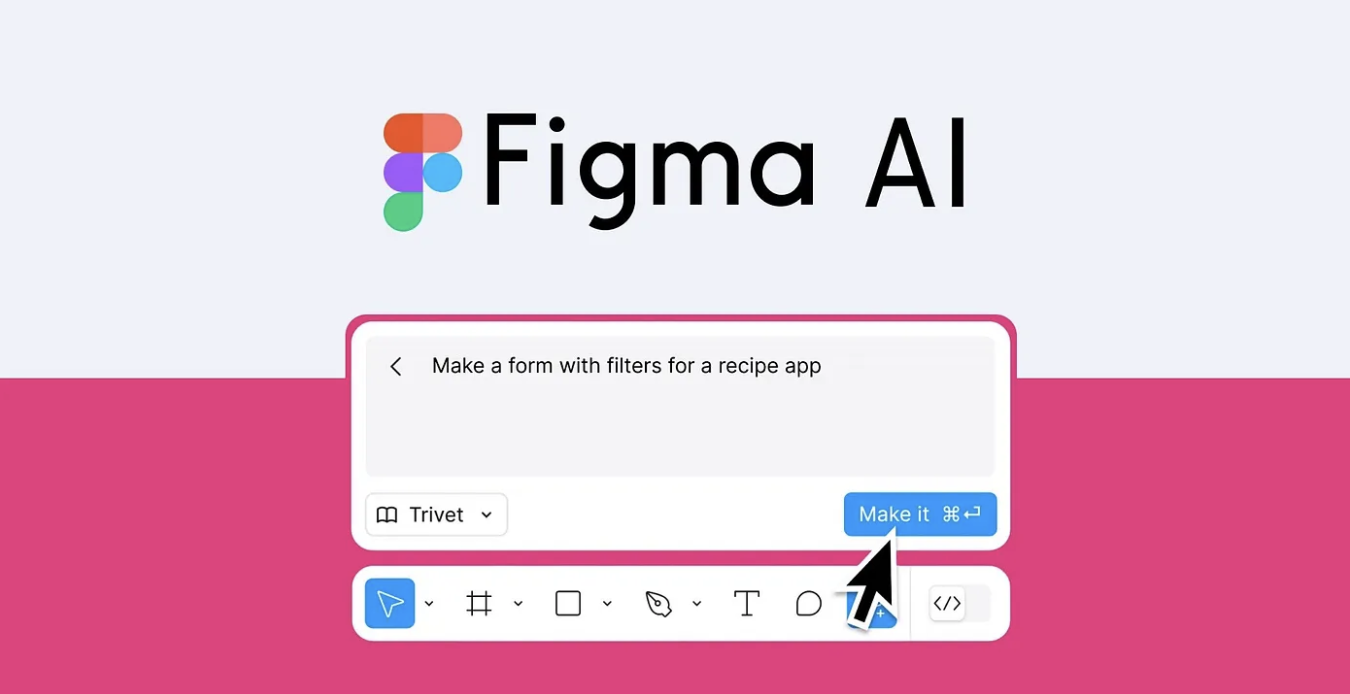 Figma AI
Make a form with filters for a recipe app
Trivet
Make it ⌘⏎
T
</>